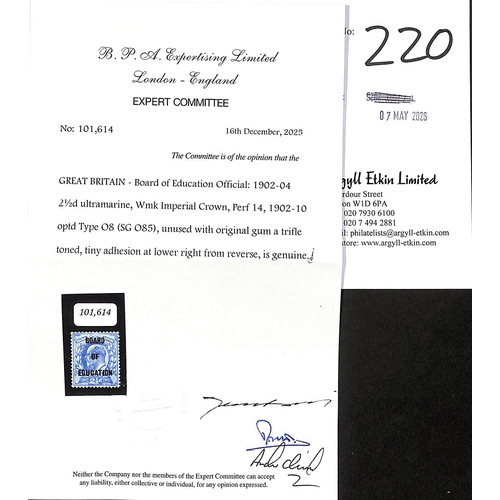 B. P. A. Expertising Limited
London - England
EXPERT COMMITTEE
No: 101,614
16th December, 2025
The Committee is of the opinion that the
GREAT BRITAIN - Board of Education Official: 1902-04
2½d ultramarine, Wmk Imperial Crown, Perf 14, 1902-10
optd Type O8 (SG O85), unused with original gum a trifle
toned, tiny adhesion at lower right from reverse, is genuine.
101,614
BOARD
OF
EDUCATION
Neither the Company nor the members of the Expert Committee can accept
any liability, either collective or individual, for any opinion expressed.
No: 220
07 MAY 2026
gyll Etkin Limited
rdour Street
on W1D 6PA
020 7930 6100
020 7 494 2881
il: philatelists@argyll-etkin.com
store: www.argyll-etkin.com